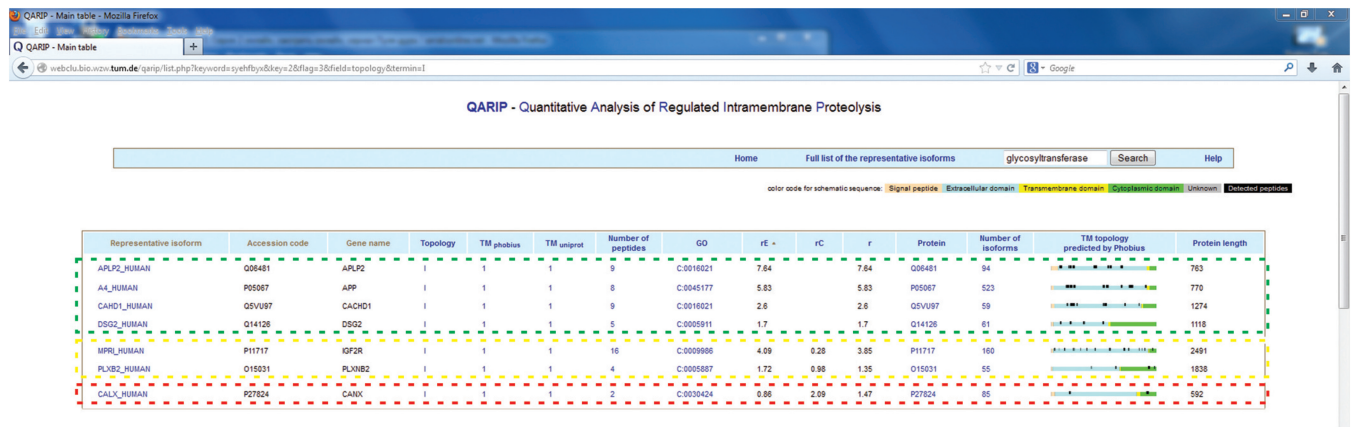 QARIP - Main table - Mozilla Firefox
File Edit View History Bookmarks Tools Help
QARIP - Main table
webclu.bio.wzw.tum.de/qarip/list.php?keyword=syehfbyx&key=2&flag=3&field=topology&termin=I
Google
QARIP - Quantitative Analysis of Regulated Intramembrane Proteolysis
Home Full list of the representative isoforms glycosyltransferase Search Help
color code for schematic sequence: Signal peptide Extracellular domain Transmembrane domain Cytoplasmic domain Unknown Detected peptides
Representative isoform Accession code Gene name Topology TM phobius TM uniprot Number of peptides GO rE rC r Protein Number of isoforms TM topology predicted by Phobius Protein length
APLP2_HUMAN Q06481 APLP2 I 1 1 9 C:0016021 7.64 7.64 Q06481 94 763
A4_HUMAN P05067 APP I 1 1 8 C:0045177 5.83 5.83 P05067 523 770
CAHD1_HUMAN Q5VU97 CACHD1 I 1 1 9 C:0016021 2.6 2.6 Q5VU97 59 1274
DSG2_HUMAN Q14126 DSG2 I 1 1 5 C:0005911 1.7 1.7 Q14126 61 1118
MPRI_HUMAN P11717 IGF2R I 1 1 16 C:0009986 4.09 0.28 3.85 P11717 160 2491
PLXB2_HUMAN O15031 PLXNB2 I 1 1 4 C:0005887 1.72 0.98 1.35 O15031 55 1838
CALX_HUMAN P27824 CANX I 1 1 2 C:0030424 0.86 2.09 1.47 P27824 85 592